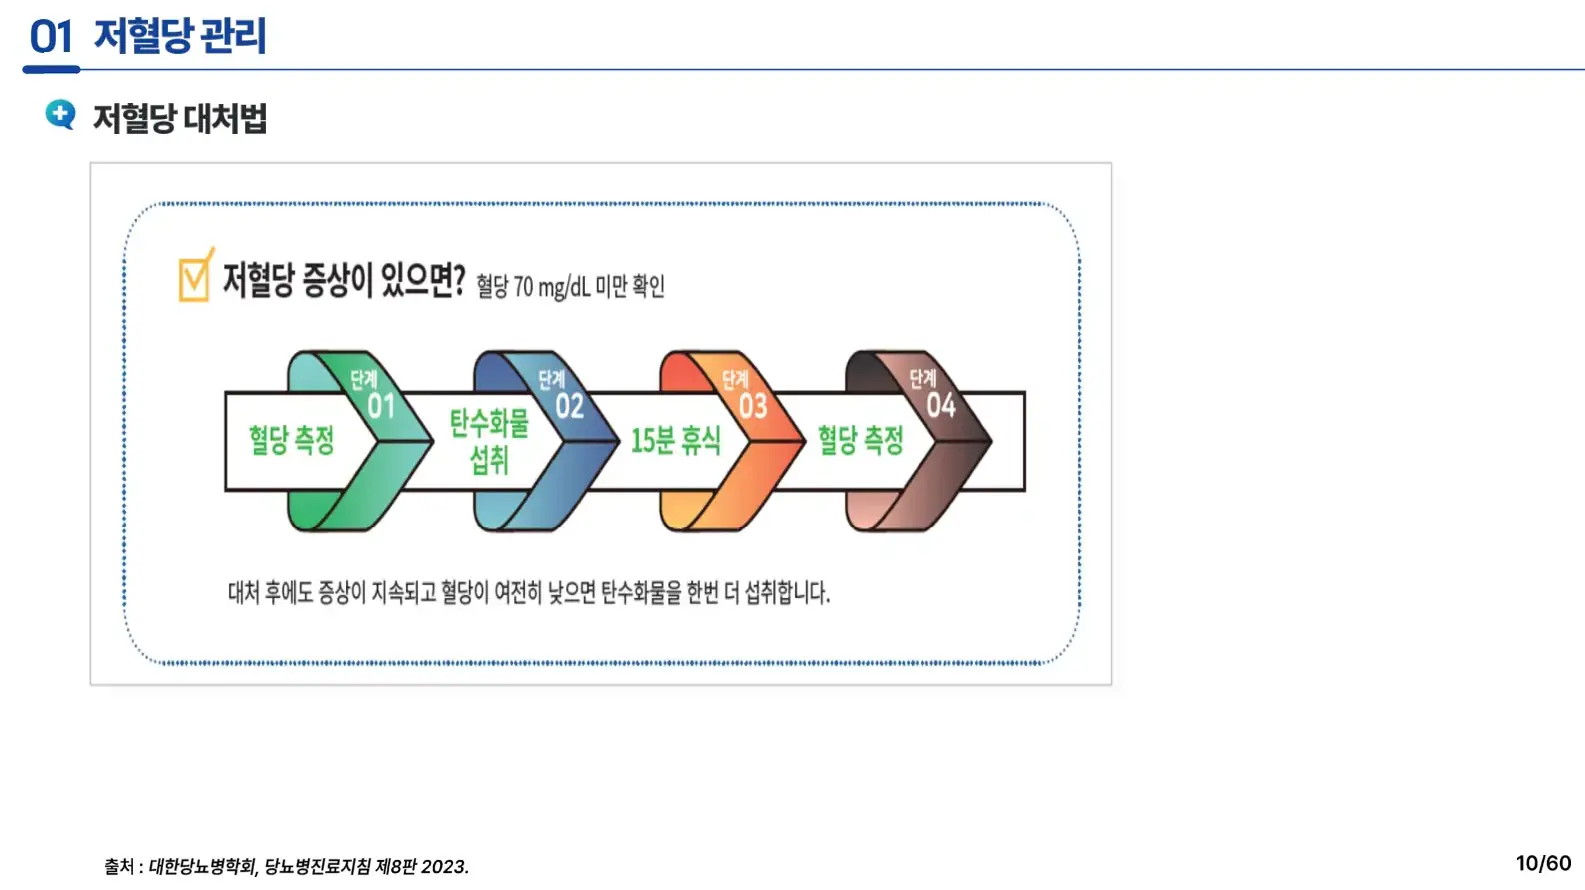 01 저혈당 관리
저혈당 대처법
저혈당 증상이 있으면? 혈당 70 mg/dL 미만 확인
단계 01
혈당 측정
단계 02
탄수화물
섭취
단계 03
15분 휴식
단계 04
혈당 측정
대처 후에도 증상이 지속되고 혈당이 여전히 낮으면 탄수화물을 한번 더 섭취합니다.
출처 : 대한당뇨병학회, 당뇨병진료지침 제8판 2023.
10/60